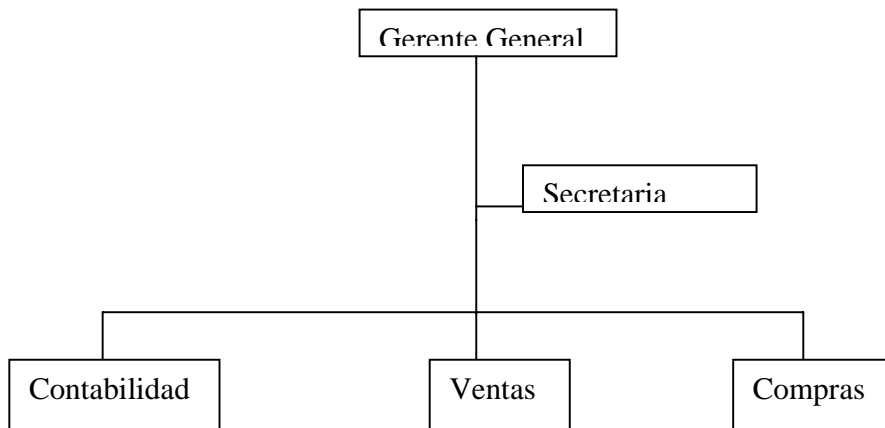 Gerente General
Secretaria
Contabilidad
Ventas
Compras